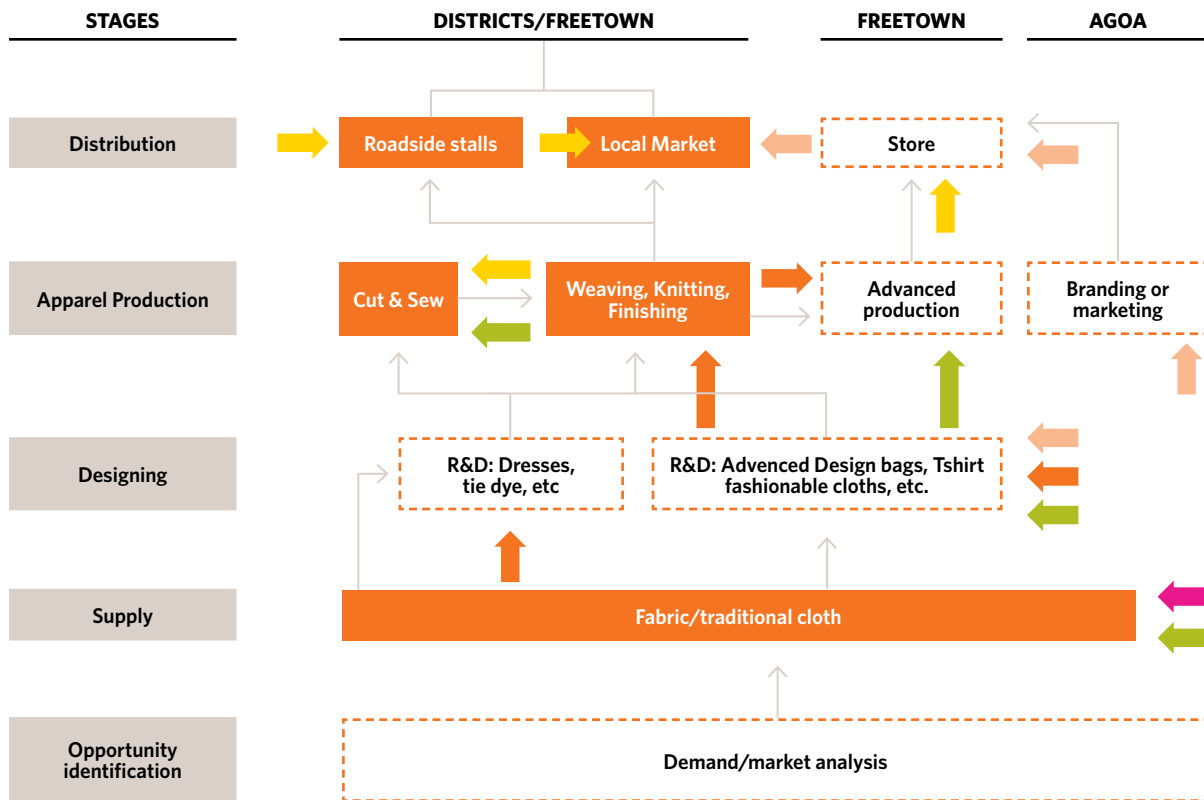 STAGES
DISTRICTS/FREETOWN
FREETOWN
AGOA
Distribution
Roadside stalls
Local Market
Store
Apparel Production
Cut & Sew
Weaving, Knitting,
Finishing
Advanced
production
Branding or
marketing
Designing
R&D: Dresses,
tie dye, etc
R&D: Advanced Design bags, Tshirt
fashionable cloths, etc.
Supply
Fabric/traditional cloth
Opportunity
identification
Demand/market analysis